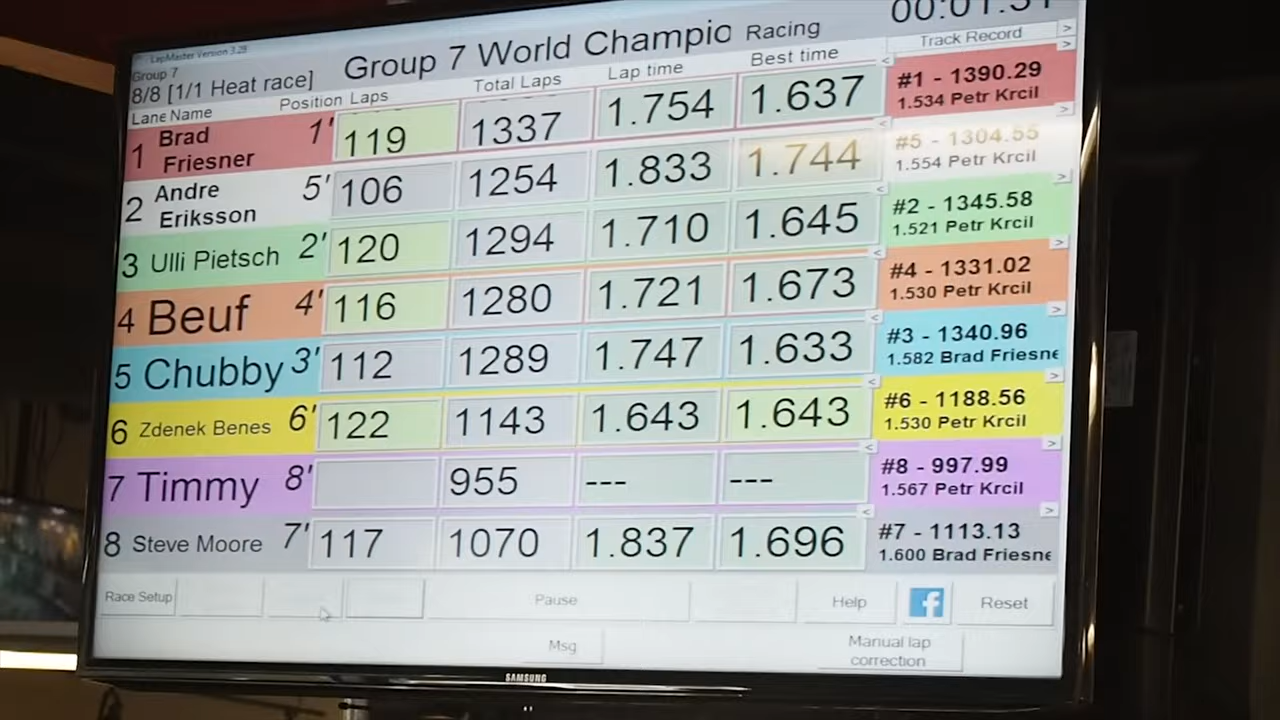 LapMaster Version 3.28
Group 7
8/8 [1/1 Heat race]
Group 7 World Champio Racing
Lane Name Position Laps Total Laps Lap time Best time Track Record
1 Brad Friesner 1' 119 1337 1.754 1.637 #1 - 1390.29
1.534 Petr Krcil
2 Andre Eriksson 5' 106 1254 1.833 1.744 #5 - 1304.55
1.554 Petr Krcil
3 Ulli Pietsch 2' 120 1294 1.710 1.645 #2 - 1345.58
1.521 Petr Krcil
4 Beuf 4' 116 1280 1.721 1.673 #4 - 1331.02
1.530 Petr Krcil
5 Chubby 3' 112 1289 1.747 1.633 #3 - 1340.96
1.582 Brad Friesne
6 Zdenek Benes 6' 122 1143 1.643 1.643 #6 - 1188.56
1.530 Petr Krcil
7 Timmy 8' 955 --- --- #8 - 997.99
1.567 Petr Krcil
8 Steve Moore 7' 117 1070 1.837 1.696 #7 - 1113.13
1.600 Brad Friesne
Race Setup Pause Help f Reset
Msg Manual lap
correction
SAMSUNG